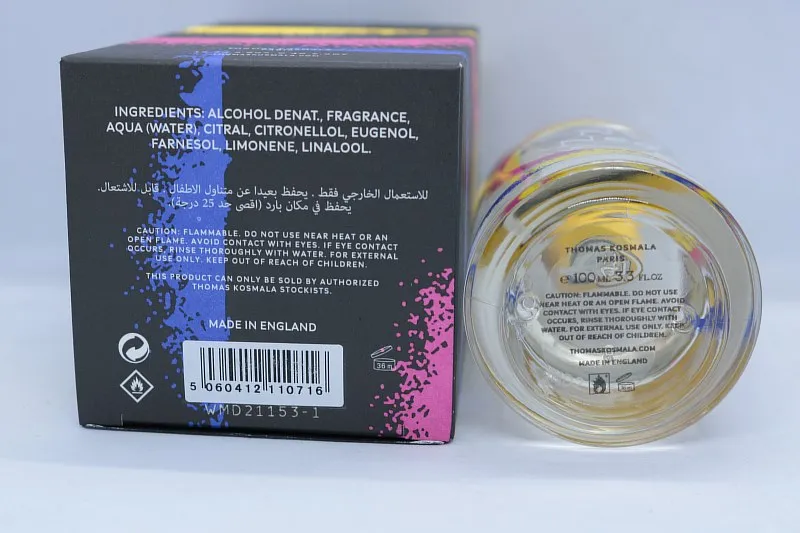 INGREDIENTS: ALCOHOL DENAT., FRAGRANCE,
AQUA (WATER), CITRAL, CITRONELLOL, EUGENOL,
FARNESOL, LIMONENE, LINALOOL.
للاستعمال الخارجي فقط . يحفظ بعيدا عن متناول الاطفال . قابل للاشتعال.
يحفظ في مكان بارد (اقصى حد 25 درجة).
CAUTION: FLAMMABLE. DO NOT USE NEAR HEAT OR AN
OPEN FLAME. AVOID CONTACT WITH EYES. IF EYE CONTACT
OCCURS, RINSE THOROUGHLY WITH WATER. FOR EXTERNAL
USE ONLY. KEEP OUT OF REACH OF CHILDREN.
THIS PRODUCT CAN ONLY BE SOLD BY AUTHORIZED
THOMAS KOSMALA STOCKISTS.
MADE IN ENGLAND
5 060412 110716
36 m
WMD21153-1
THOMAS KOSMALA
PARIS
℮ 100 ML 3.3 FL.OZ
CAUTION: FLAMMABLE. DO NOT USE
NEAR HEAT OR AN OPEN FLAME. AVOID
CONTACT WITH EYES. IF EYE CONTACT
OCCURS, RINSE THOROUGHLY WITH
WATER. FOR EXTERNAL USE ONLY. KEEP
OUT OF REACH OF CHILDREN.
THOMASKOSMALA.COM
MADE IN ENGLAND